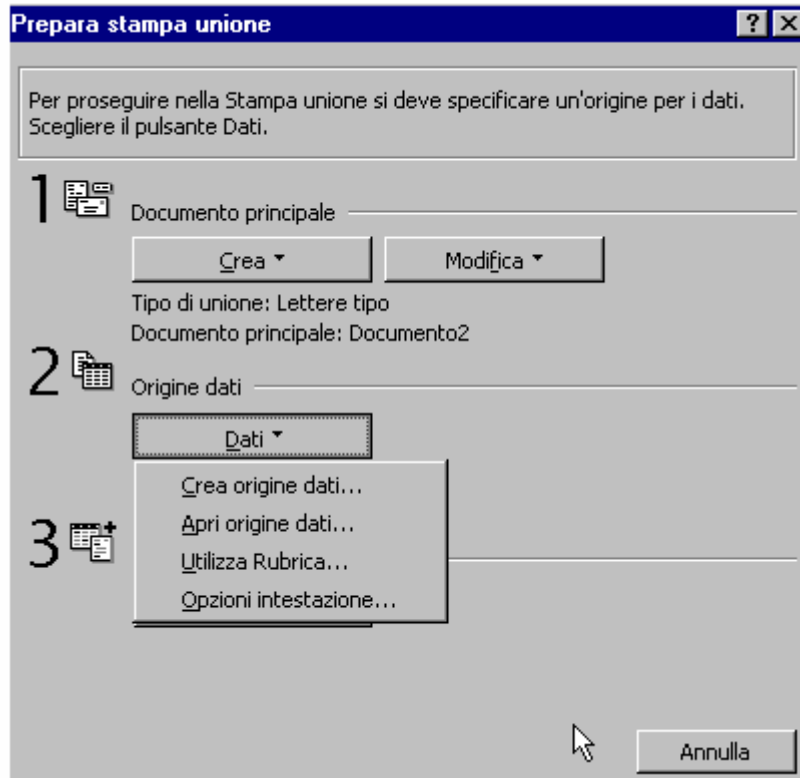 Prepara stampa unione
Per proseguire nella Stampa unione si deve specificare un'origine per i dati.
Scegliere il pulsante Dati.
1
Documento principale
Crea Modifica
Tipo di unione: Lettere tipo
Documento principale: Documento2
2
Origine dati
Dati
Crea origine dati...
Apri origine dati...
3
Utilizza Rubrica...
Opzioni intestazione...
Annulla